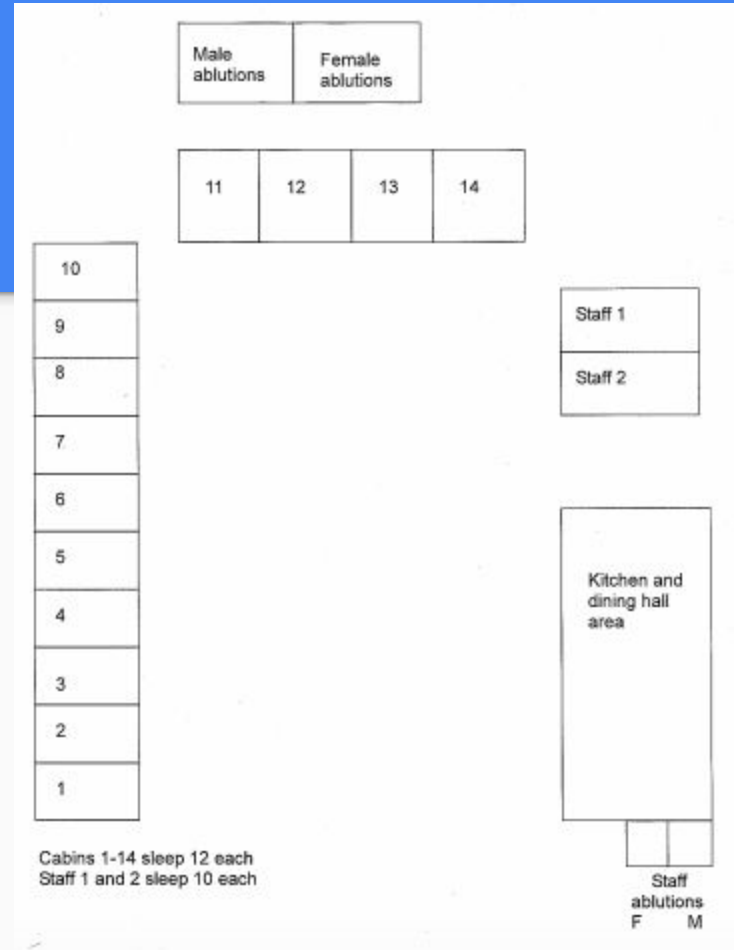 Male
ablutions
Female
ablutions
11
12
13
14
10
9
8
7
6
5
4
3
2
1
Staff 1
Staff 2
Kitchen and
dining hall
area
Cabins 1-14 sleep 12 each
Staff 1 and 2 sleep 10 each
Staff
ablutions
F M